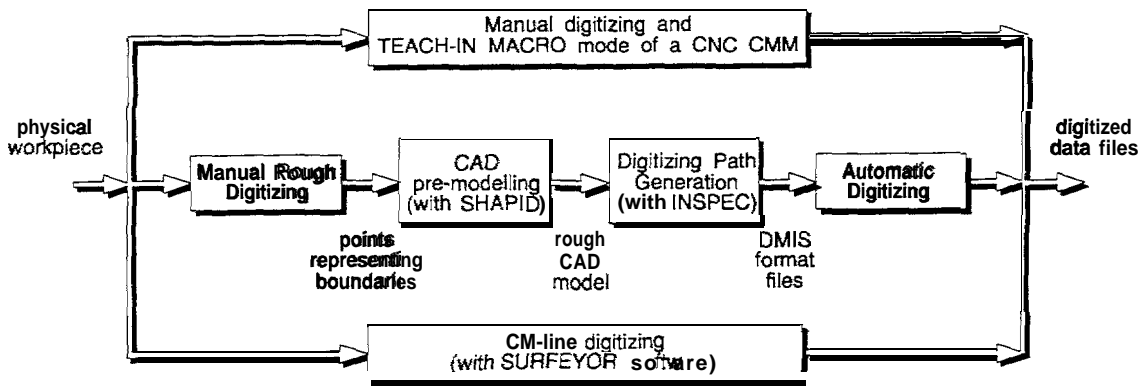 Manual digitizing and
TEACH-IN MACRO mode of a CNC CMM
physical
workpiece
digitized
data files
Manual Rough
Digitizing
CAD
pre-modelling
(with SHAPID)
Digitizing Path
Generation
(with INSPEC)
Automatic
Digitizing
points
representing
boundaries
rough
CAD
model
DMIS
format
files
CM-line digitizing
(with SURFEYOR software)